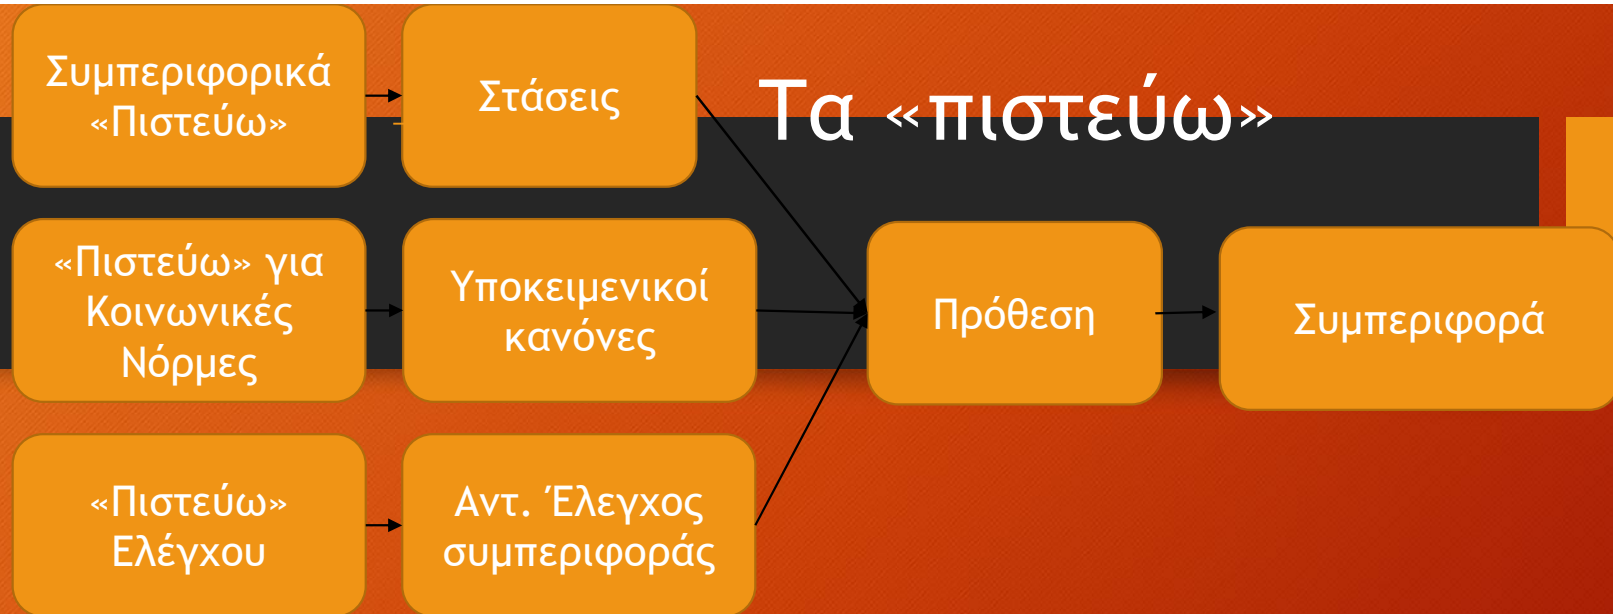 Τα «πιστεύω»
Συμπεριφορικά
«Πιστεύω»
Στάσεις
«Πιστεύω» για
Κοινωνικές
Νόρμες
Υποκειμενικοί
κανόνες
Πρόθεση
Συμπεριφορά
«Πιστεύω»
Ελέγχου
Αντ. Έλεγχος
συμπεριφοράς